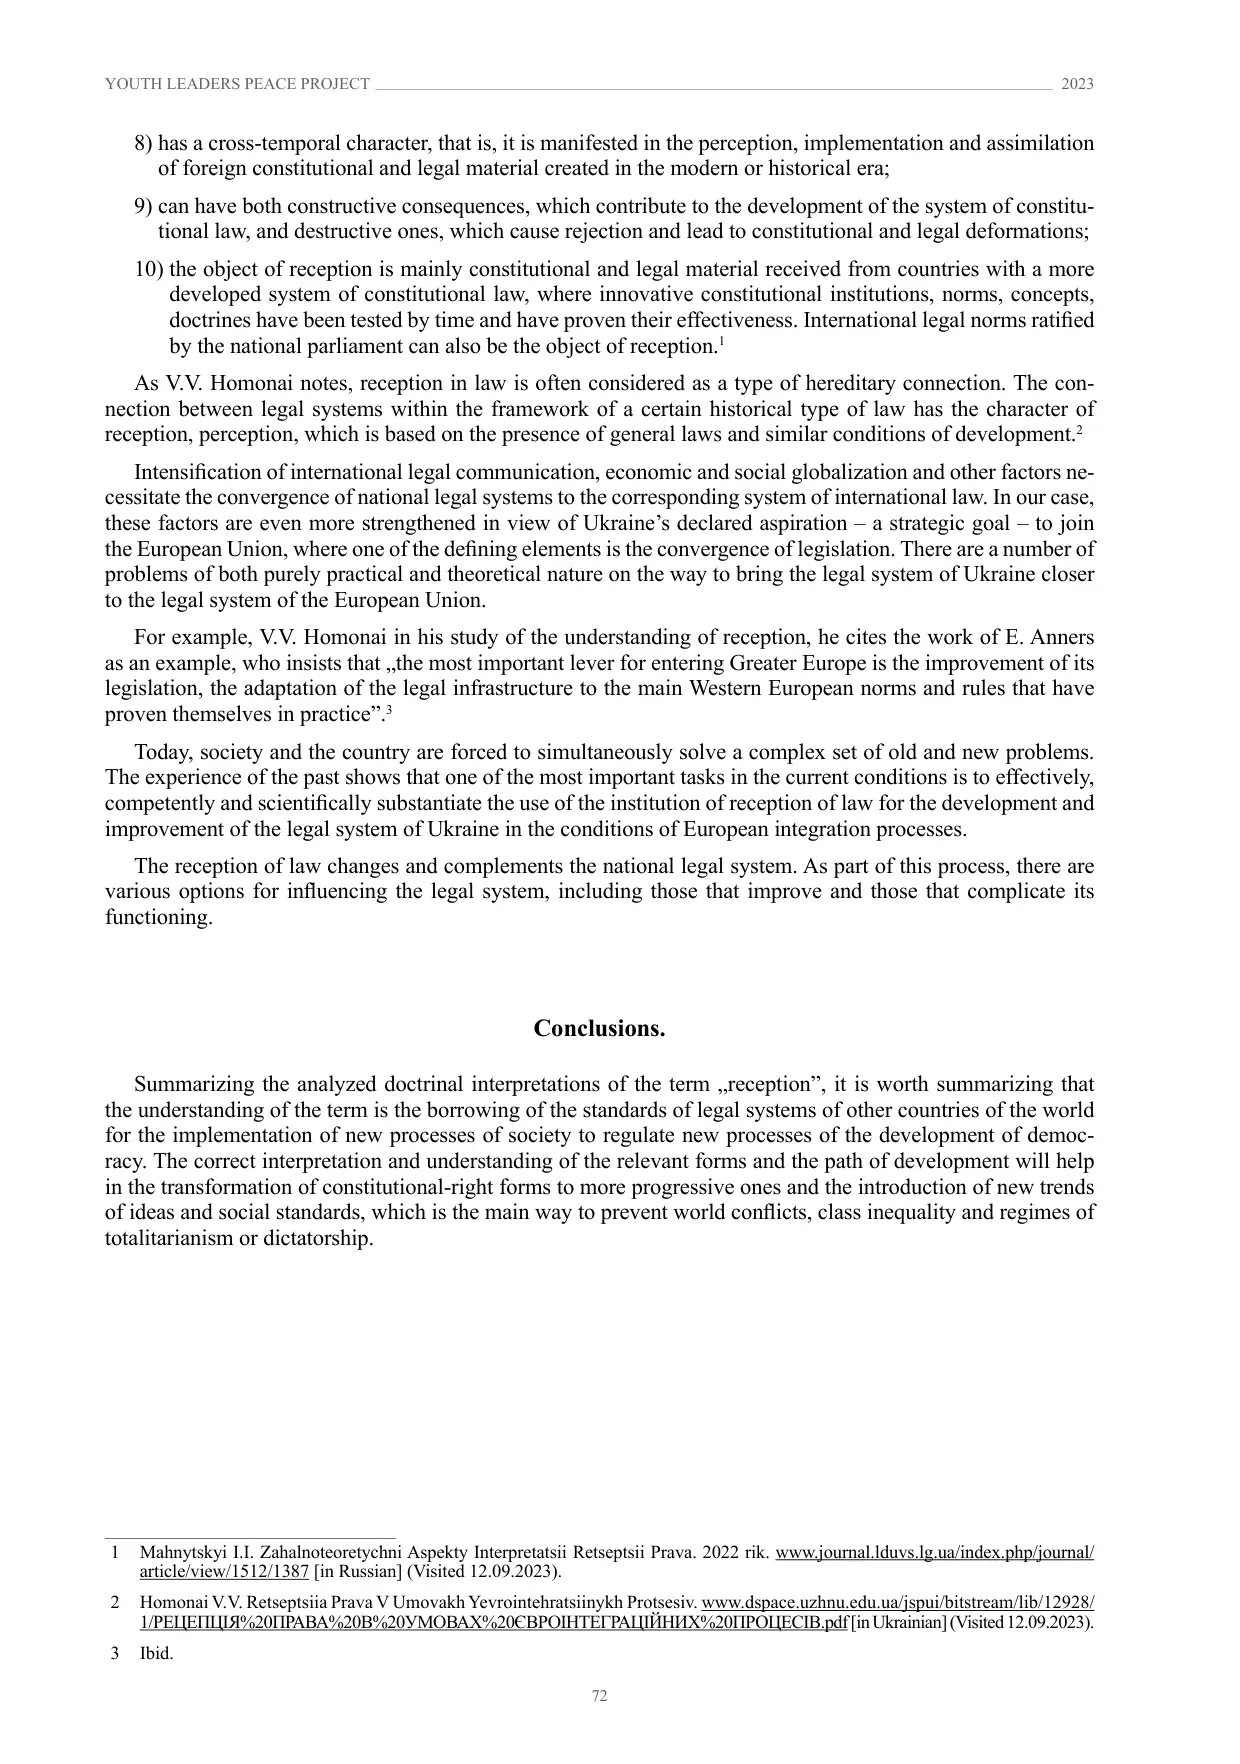 YOUTH LEADERS PEACE PROJECT 2023
8) has a cross-temporal character, that is, it is manifested in the perception, implementation and assimilation
of foreign constitutional and legal material created in the modern or historical era;
9) can have both constructive consequences, which contribute to the development of the system of constitu-
tional law, and destructive ones, which cause rejection and lead to constitutional and legal deformations;
10) the object of reception is mainly constitutional and legal material received from countries with a more
developed system of constitutional law, where innovative constitutional institutions, norms, concepts,
doctrines have been tested by time and have proven their effectiveness. International legal norms ratified
by the national parliament can also be the object of reception.1
As V.V. Homonai notes, reception in law is often considered as a type of hereditary connection. The con-
nection between legal systems within the framework of a certain historical type of law has the character of
reception, perception, which is based on the presence of general laws and similar conditions of development.2
Intensification of international legal communication, economic and social globalization and other factors ne-
cessitate the convergence of national legal systems to the corresponding system of international law. In our case,
these factors are even more strengthened in view of Ukraine’s declared aspiration – a strategic goal – to join
the European Union, where one of the defining elements is the convergence of legislation. There are a number of
problems of both purely practical and theoretical nature on the way to bring the legal system of Ukraine closer
to the legal system of the European Union.
For example, V.V. Homonai in his study of the understanding of reception, he cites the work of E. Anners
as an example, who insists that „the most important lever for entering Greater Europe is the improvement of its
legislation, the adaptation of the legal infrastructure to the main Western European norms and rules that have
proven themselves in practice”.3
Today, society and the country are forced to simultaneously solve a complex set of old and new problems.
The experience of the past shows that one of the most important tasks in the current conditions is to effectively,
competently and scientifically substantiate the use of the institution of reception of law for the development and
improvement of the legal system of Ukraine in the conditions of European integration processes.
The reception of law changes and complements the national legal system. As part of this process, there are
various options for influencing the legal system, including those that improve and those that complicate its
functioning.
Conclusions.
Summarizing the analyzed doctrinal interpretations of the term „reception”, it is worth summarizing that
the understanding of the term is the borrowing of the standards of legal systems of other countries of the world
for the implementation of new processes of society to regulate new processes of the development of democ-
racy. The correct interpretation and understanding of the relevant forms and the path of development will help
in the transformation of constitutional-right forms to more progressive ones and the introduction of new trends
of ideas and social standards, which is the main way to prevent world conflicts, class inequality and regimes of
totalitarianism or dictatorship.
1 Mahnytskyi I.I. Zahalnoteoretychni Aspekty Interpretatsii Retseptsii Prava. 2022 rik. www.journal.lduvs.lg.ua/index.php/journal/
article/view/1512/1387 [in Russian] (Visited 12.09.2023).
2 Homonai V.V. Retseptsiia Prava V Umovakh Yevrointehratsiinykh Protsesiv. www.dspace.uzhnu.edu.ua/jspui/bitstream/lib/12928/
1/РЕЦЕПЦІЯ%20ПРАВА%20В%20УМОВАХ%20ЄВРОІНТЕГРАЦІЙНИХ%20ПРОЦЕСІВ.pdf [in Ukrainian] (Visited 12.09.2023).
3 Ibid.
72